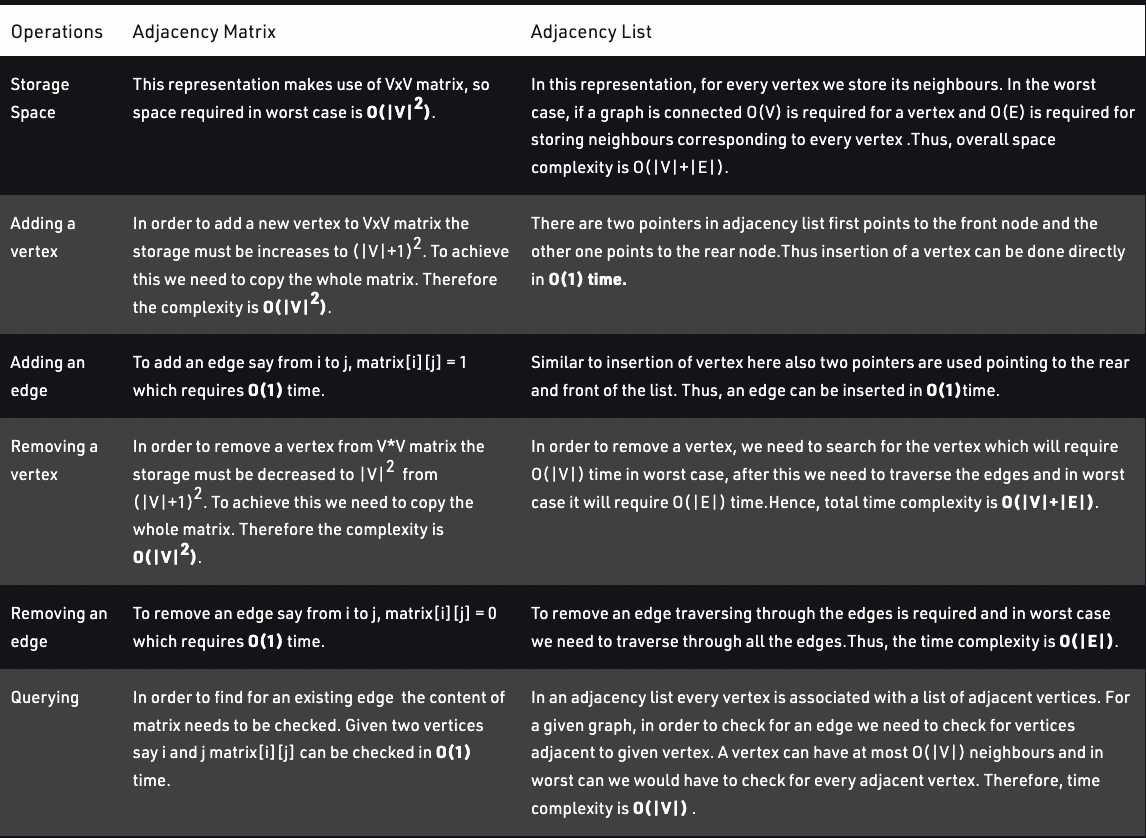 Operations Adjacency Matrix Adjacency List
Storage
Space
This representation makes use of VxV matrix, so
space required in worst case is O(|V|²).
In this representation, for every vertex we store its neighbours. In the worst
case, if a graph is connected O(V) is required for a vertex and O(E) is required for
storing neighbours corresponding to every vertex .Thus, overall space
complexity is O(|V|+|E|).
Adding a
vertex
In order to add a new vertex to VxV matrix the
storage must be increases to (|V|+1)². To achieve
this we need to copy the whole matrix. Therefore
the complexity is O(|V|²).
There are two pointers in adjacency list first points to the front node and the
other one points to the rear node.Thus insertion of a vertex can be done directly
in O(1) time.
Adding an
edge
To add an edge say from i to j, matrix[i][j] = 1
which requires O(1) time.
Similar to insertion of vertex here also two pointers are used pointing to the rear
and front of the list. Thus, an edge can be inserted in O(1)time.
Removing a
vertex
In order to remove a vertex from V*V matrix the
storage must be decreased to |V|² from
(|V|+1)². To achieve this we need to copy the
whole matrix. Therefore the complexity is
O(|V|²).
In order to remove a vertex, we need to search for the vertex which will require
O(|V|) time in worst case, after this we need to traverse the edges and in worst
case it will require O(|E|) time.Hence, total time complexity is O(|V|+|E|).
Removing an
edge
To remove an edge say from i to j, matrix[i][j] = 0
which requires O(1) time.
To remove an edge traversing through the edges is required and in worst case
we need to traverse through all the edges.Thus, the time complexity is O(|E|).
Querying
In order to find for an existing edge the content of
matrix needs to be checked. Given two vertices
say i and j matrix[i][j] can be checked in O(1)
time.
In an adjacency list every vertex is associated with a list of adjacent vertices. For
a given graph, in order to check for an edge we need to check for vertices
adjacent to given vertex. A vertex can have at most O(|V|) neighbours and in
worst can we would have to check for every adjacent vertex. Therefore, time
complexity is O(|V|) .